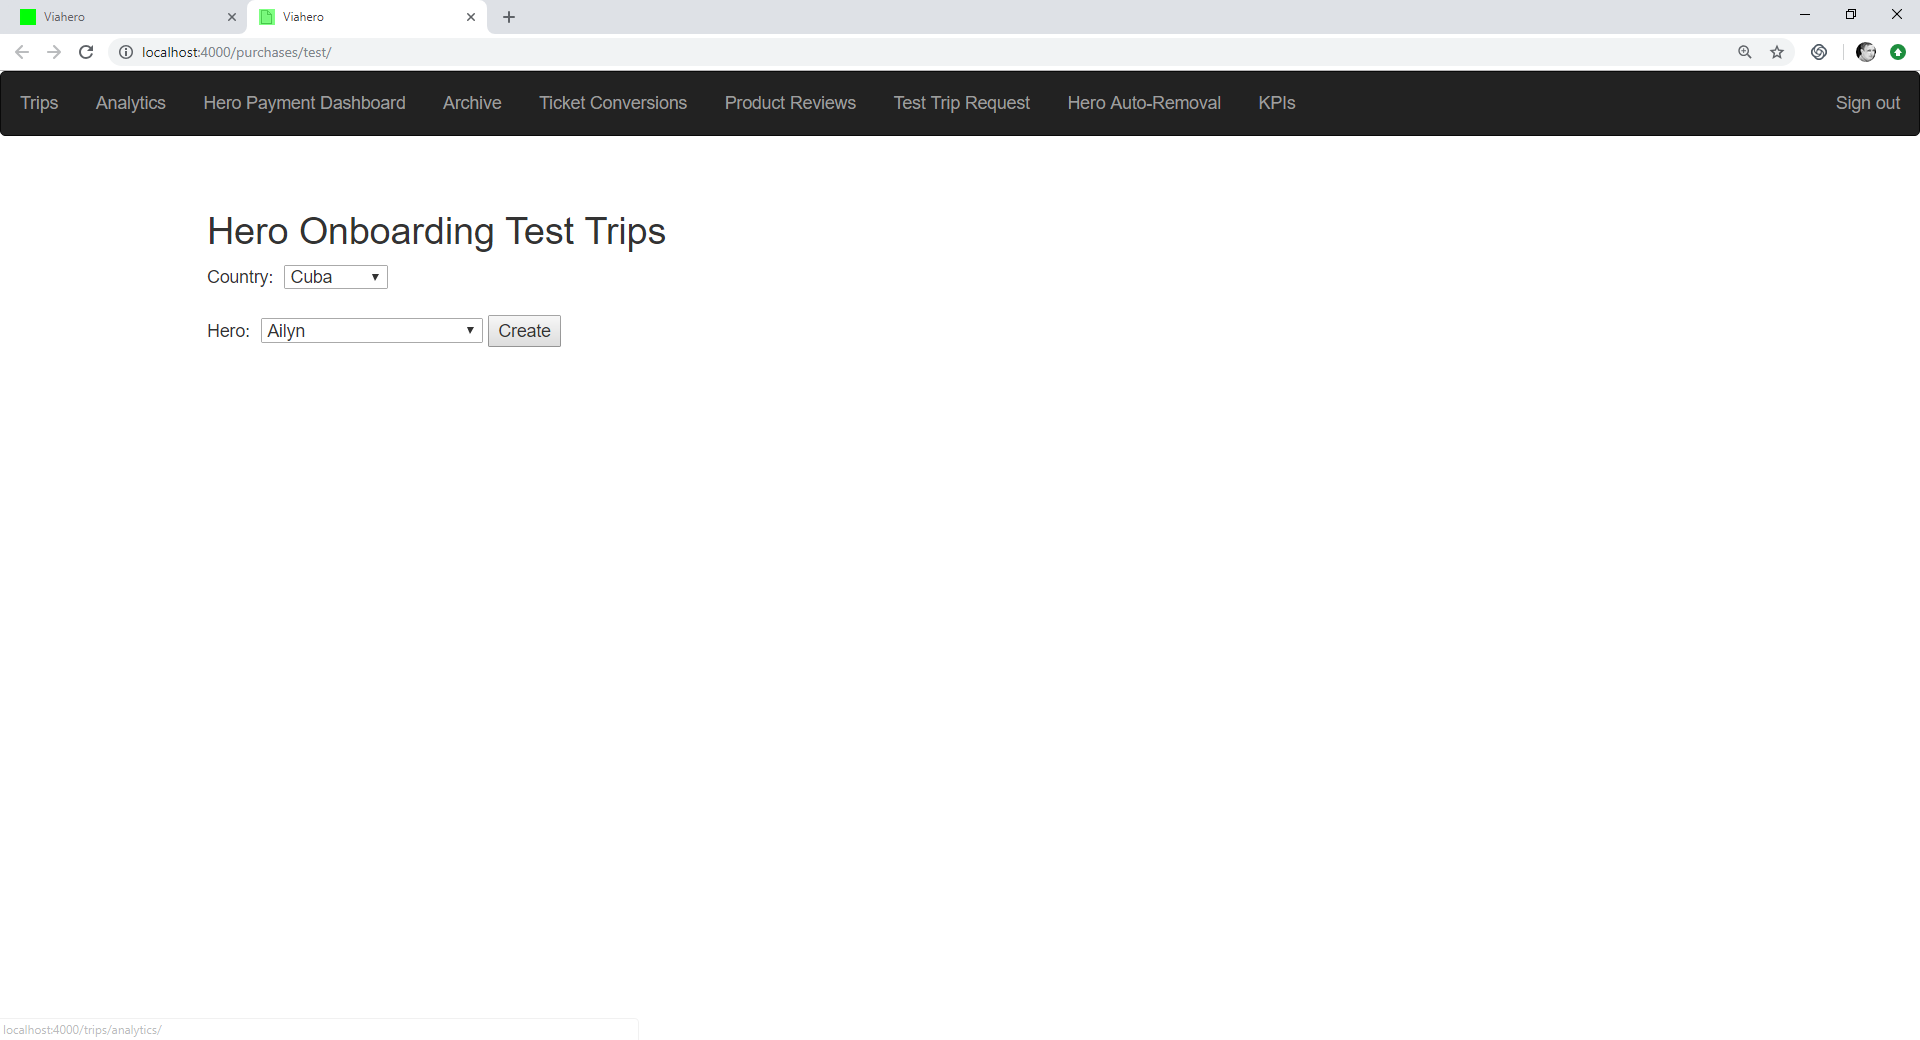 Viahero
Viahero
localhost:4000/purchases/test/
Trips Analytics Hero Payment Dashboard Archive Ticket Conversions Product Reviews Test Trip Request Hero Auto-Removal KPIs Sign out
Hero Onboarding Test Trips
Country: Cuba
Hero: Ailyn Create
localhost:4000/trips/analytics/